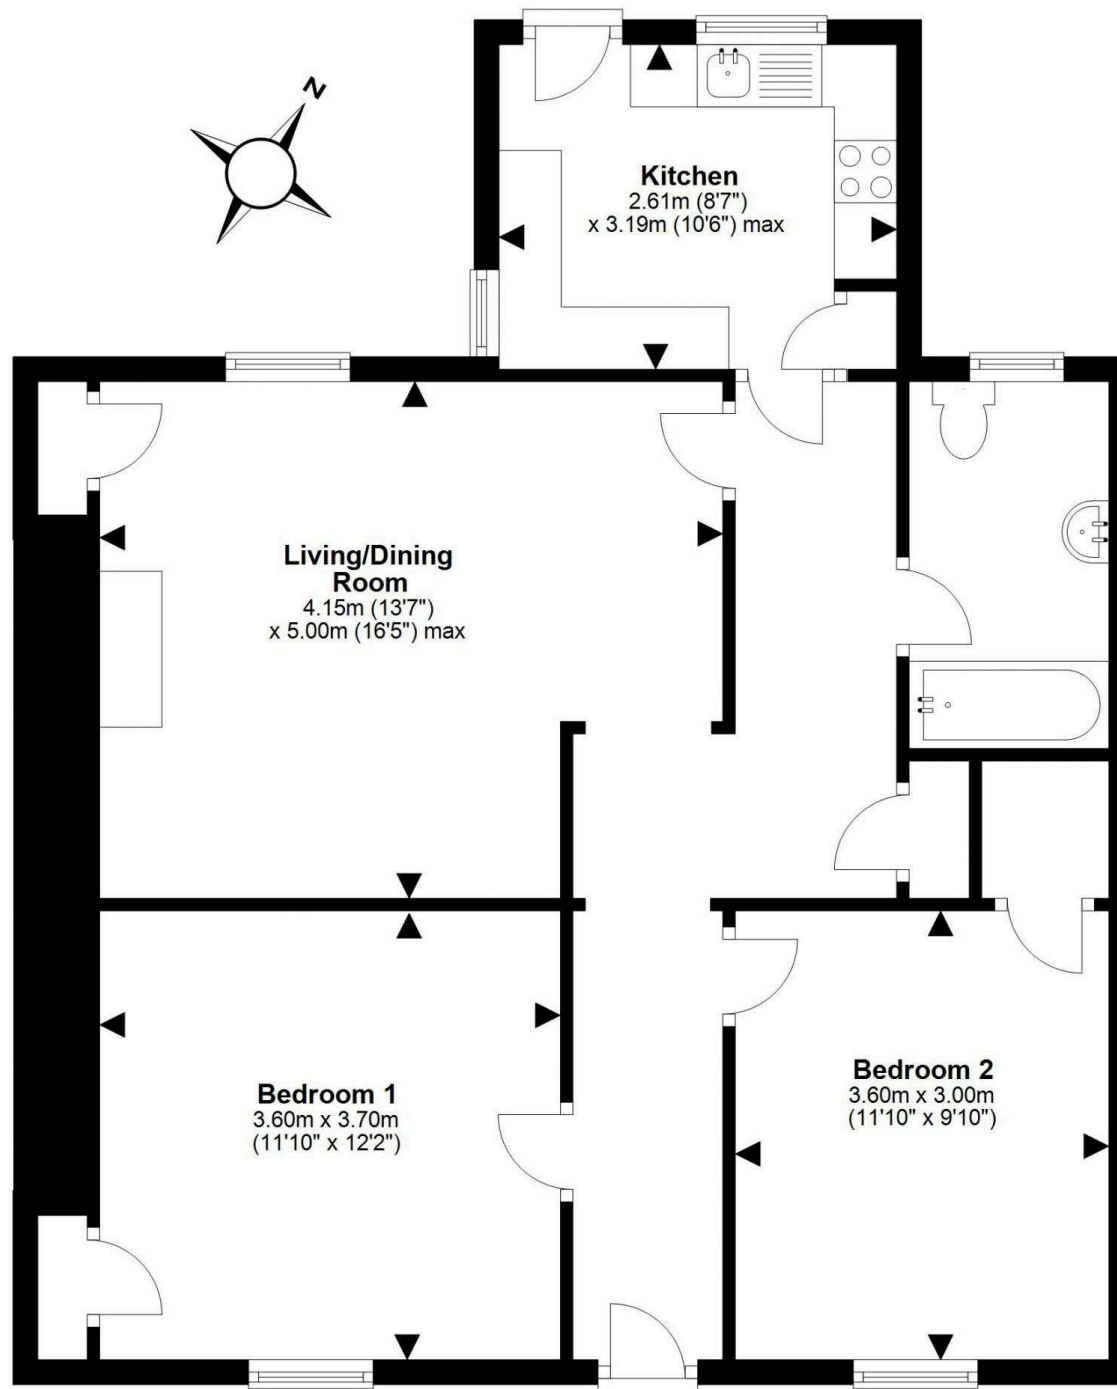 N
Kitchen
2.61m (8'7")
x 3.19m (10'6") max
Living/Dining
Room
4.15m (13'7")
x 5.00m (16'5") max
Bedroom 1
3.60m x 3.70m
(11'10" x 12'2")
Bedroom 2
3.60m x 3.00m
(11'10" x 9'10")